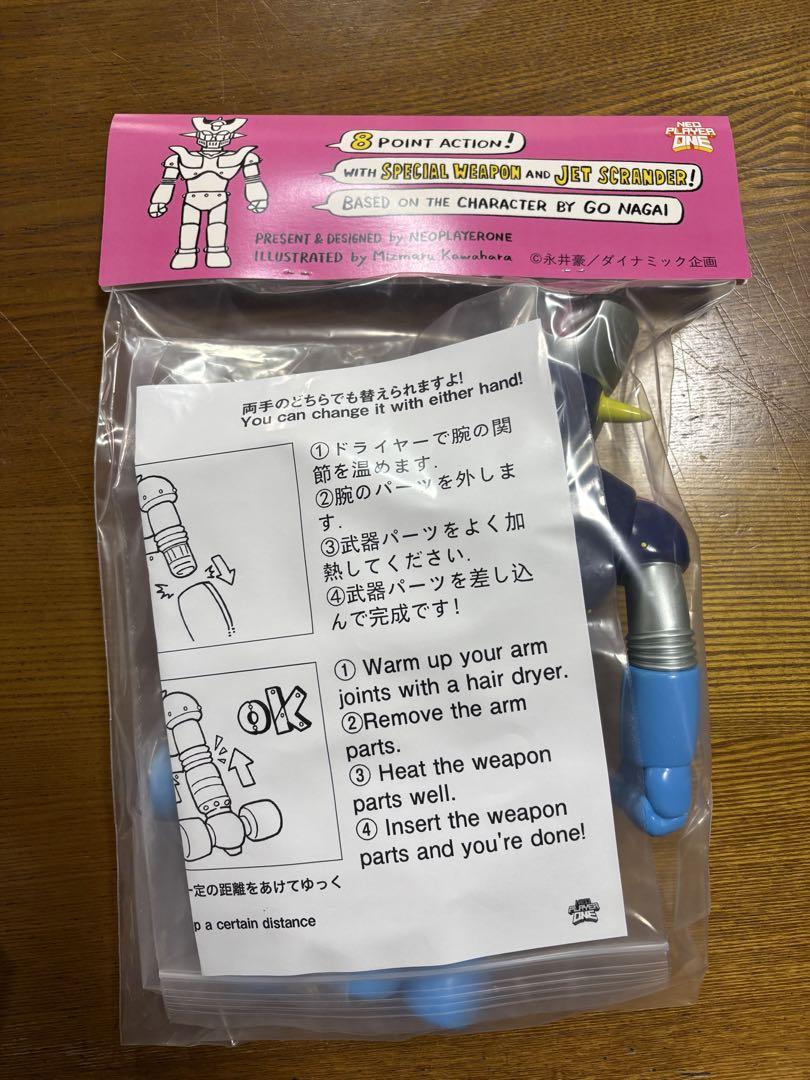 8 POINT ACTION!
NEO
PLAYER
ONE
WITH SPECIAL WEAPON AND JET SCRANDER!
BASED ON THE CHARACTER BY GO NAGAI
PRESENT & DESIGNED by NEOPLAYERONE
ILLUSTRATED by Mizmaru Kawahara
©永井豪/ダイナミック企画
両手のどちらでも替えられますよ!
You can change it with either hand!
①ドライヤーで腕の関
節を温めます.
②腕のパーツを外しま
す.
③武器パーツをよく加
熱してください.
④武器パーツを差し込
んで完成です!
OK
① Warm up your arm
joints with a hair dryer.
②Remove the arm
parts.
③ Heat the weapon
parts well.
④ Insert the weapon
parts and you're done!
定の距離をあけてゆっく
p a certain distance
NEO
PLAYER
ONE